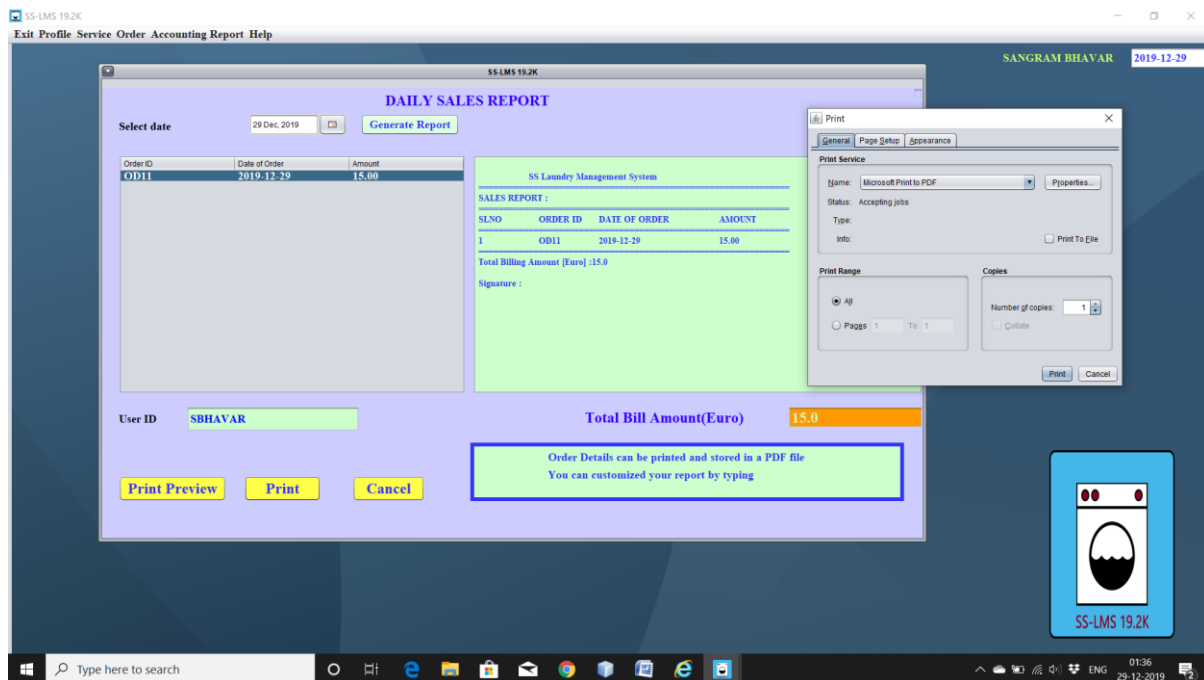 SS-LMS 19.2K
Exit Profile Service Order Accounting Report Help
SANGRAM BHAVAR 2019-12-29
SS-LMS 19.2K
DAILY SALES REPORT
Select date 29 Dec, 2019 Generate Report
Order ID Date of Order Amount
OD11 2019-12-29 15.00
SS Laundry Management System
SALES REPORT :
SLNO ORDER ID DATE OF ORDER AMOUNT
1 OD11 2019-12-29 15.00
Total Billing Amount [Euro] :15.0
Signature :
Print
General Page Setup Appearance
Print Service
Name: Microsoft Print to PDF Properties...
Status: Accepting jobs
Type:
Info: Print To File
Print Range Copies
All
Number of copies: 1
Pages 1 To 1 Collate
Print Cancel
User ID SBHAVAR Total Bill Amount(Euro) 15.0
Order Details can be printed and stored in a PDF file
You can customized your report by typing
Print Preview Print Cancel
SS-LMS 19.2K
Type here to search
ENG 01:36
29-12-2019
2